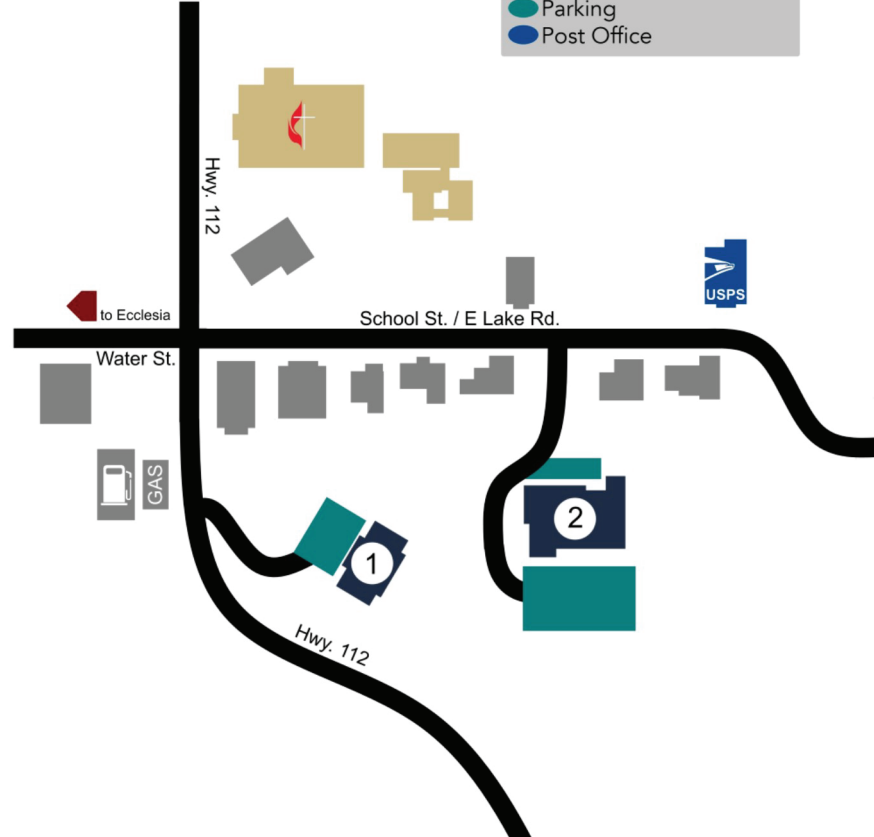 Parking
Post Office
Hwy. 112
USPS
to Ecclesia
School St. / E Lake Rd.
Water St.
GAS
2
1
Hwy. 112